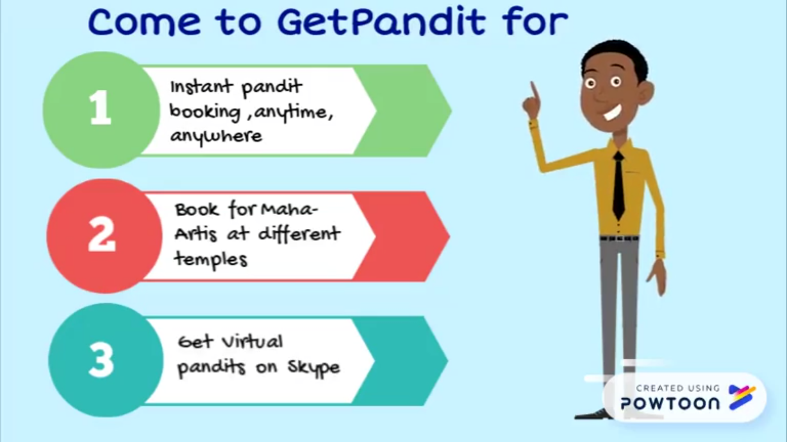 Come to GetPandit for
1
Instant pandit
booking ,anytime,
anywhere
2
Book for Maha-
Artis at different
temples
3
Get Virtual
pandits on Skype
CREATED USING
POWTOON